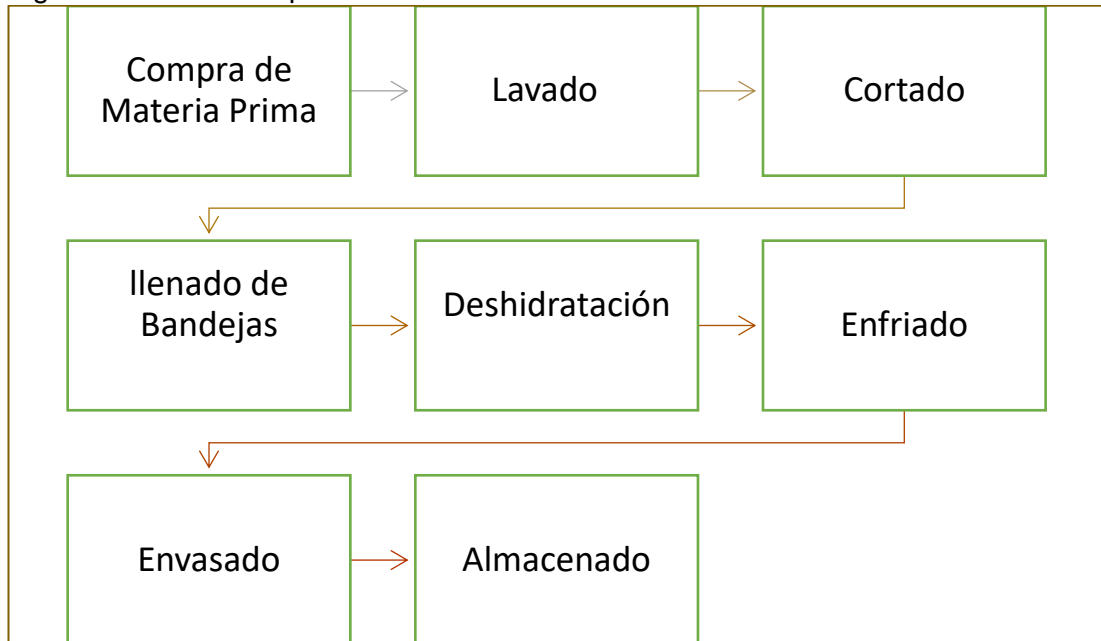 Compra de
Materia Prima
Lavado
Cortado
llenado de
Bandejas
Deshidratación
Enfriado
Envasado
Almacenado